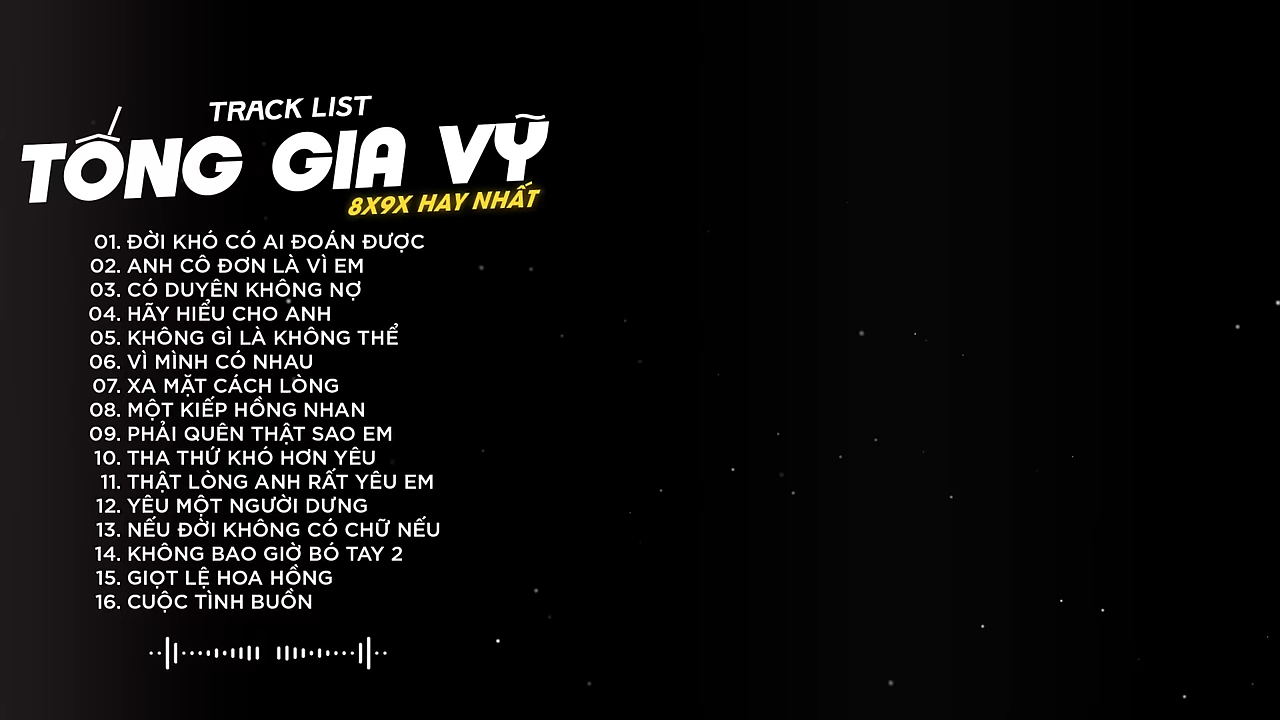 TRACK LIST
TỐNG GIA VỸ
8X9X HAY NHẤT
01. ĐỜI KHÓ CÓ AI ĐOÁN ĐƯỢC
02. ANH CÔ ĐƠN LÀ VÌ EM
03. CÓ DUYÊN KHÔNG NỢ
04. HÃY HIỂU CHO ANH
05. KHÔNG GÌ LÀ KHÔNG THỂ
06. VÌ MÌNH CÓ NHAU
07. XA MẶT CÁCH LÒNG
08. MỘT KIẾP HỒNG NHAN
09. PHẢI QUÊN THẬT SAO EM
10. THA THỨ KHÓ HƠN YÊU
11. THẬT LÒNG ANH RẤT YÊU EM
12. YÊU MỘT NGƯỜI DƯNG
13. NẾU ĐỜI KHÔNG CÓ CHỮ NẾU
14. KHÔNG BAO GIỜ BÓ TAY 2
15. GIỌT LỆ HOA HỒNG
16. CUỘC TÌNH BUỒN